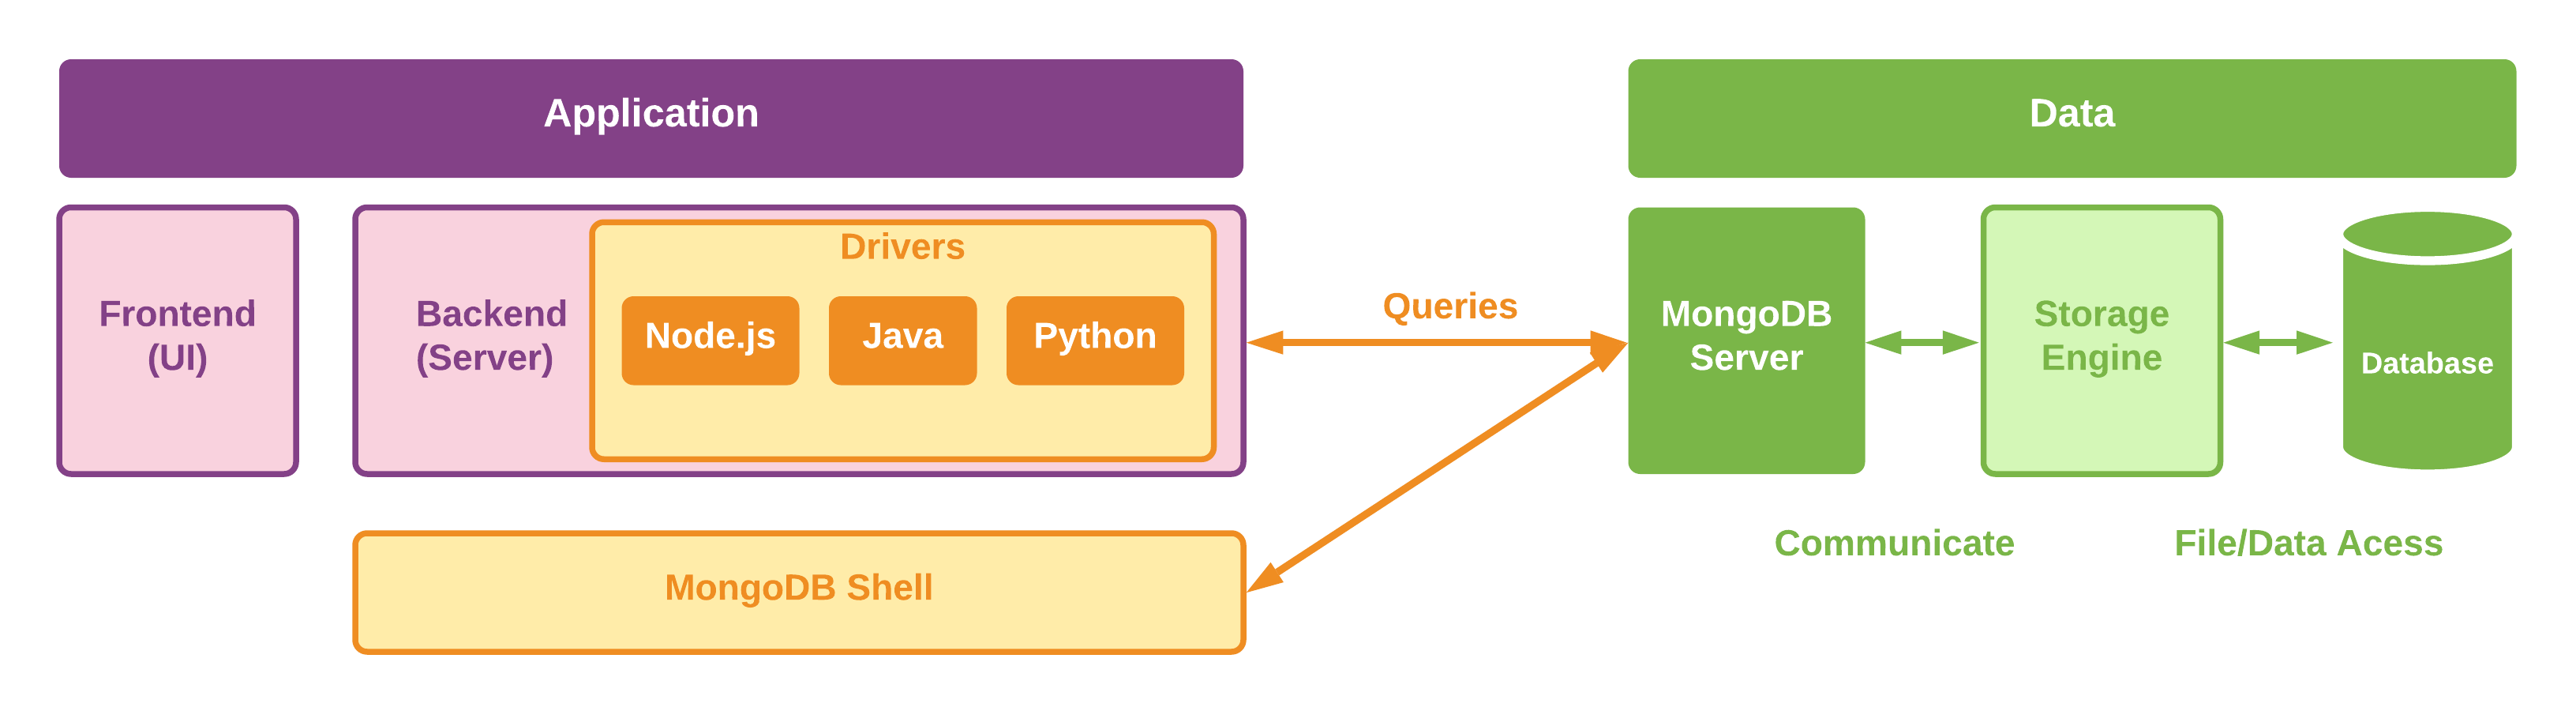 Application
Data
Frontend
(UI)
Backend
(Server)
Drivers
Node.js
Java
Python
Queries
MongoDB
Server
Storage
Engine
Database
MongoDB Shell
Communicate
File/Data Acess